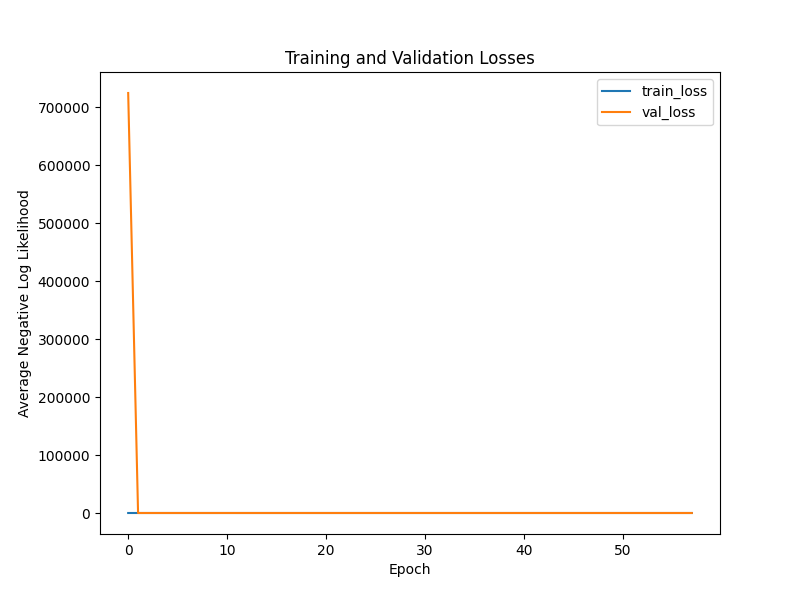 Training and Validation Losses
train_loss
val_loss
Average Negative Log Likelihood
700000
600000
500000
400000
300000
200000
100000
0
0 10 20 30 40 50
Epoch